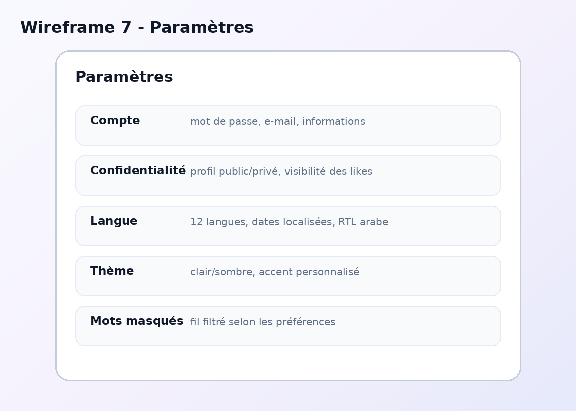 Wireframe 7 - Paramètres
Paramètres
Compte mot de passe, e-mail, informations
Confidentialité profil public/privé, visibilité des likes
Langue 12 langues, dates localisées, RTL arabe
Thème clair/sombre, accent personnalisé
Mots masqués fil filtré selon les préférences